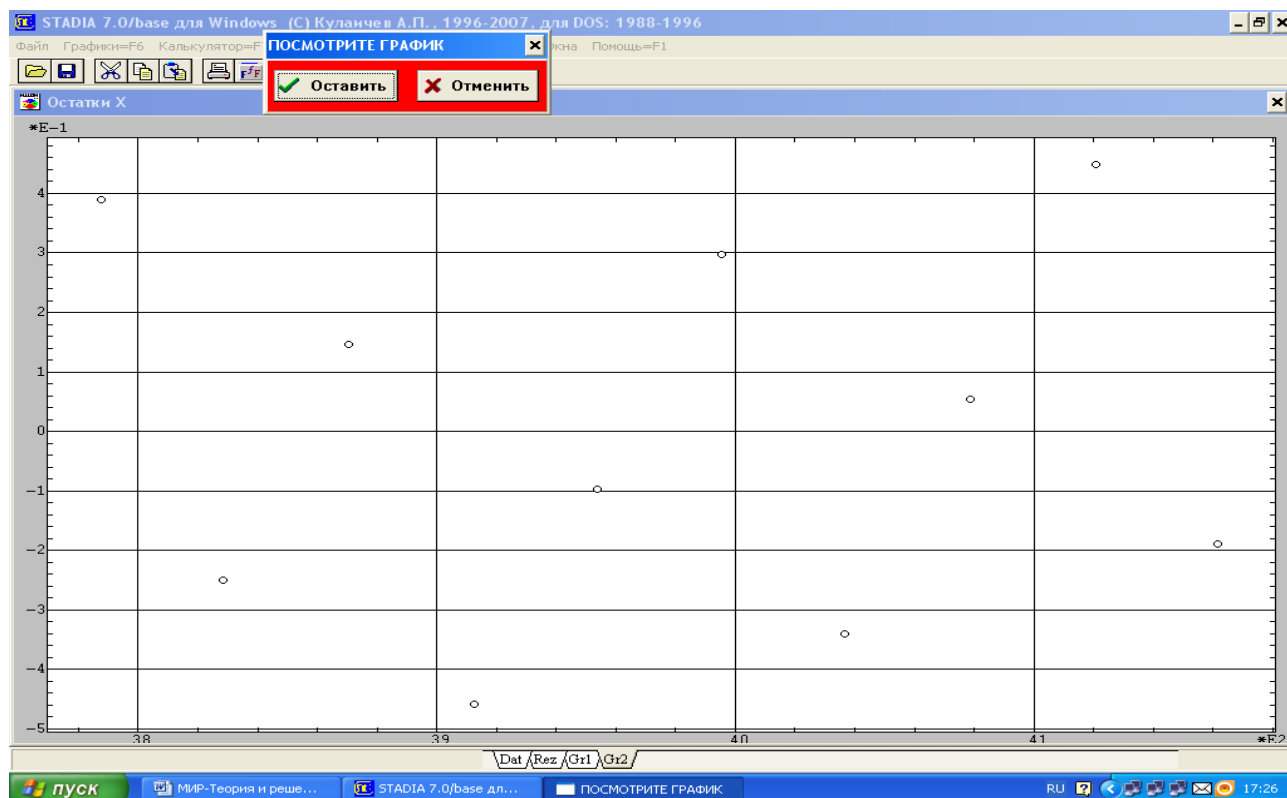 STADIA 7.0/base для Windows (C) Кулаичев А.П., 1996-2007, для DOS: 1988-1996
Файл Графики=F6 Калькулятор=F
Помощь=F1
ПОСМОТРИТЕ ГРАФИК
Оставить Отменить
Остатки X
*E-1
4
3
2
1
0
-1
-2
-3
-4
-5
38 39 40 41 *E2
Dat Rez Gr1 Gr2
пуск МИР-Теория и реше... STADIA 7.0/base дл... ПОСМОТРИТЕ ГРАФИК RU 17:26